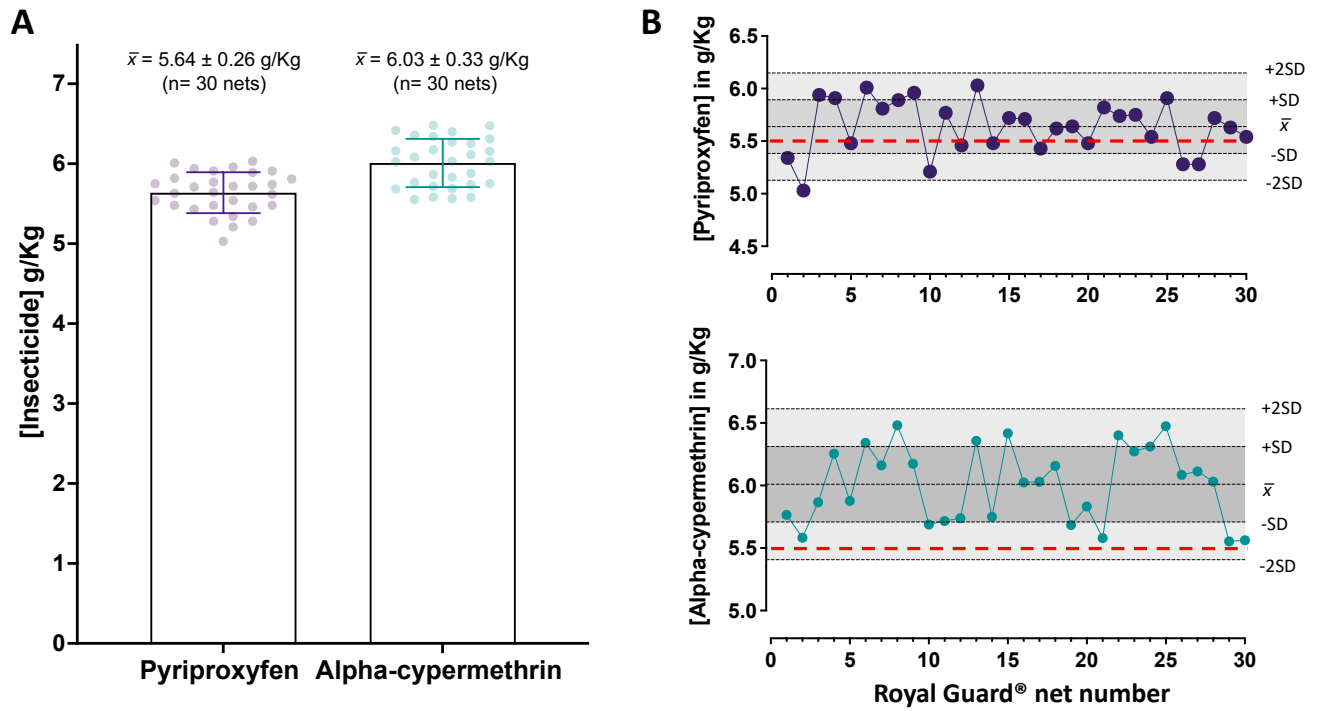 A
x̄ = 5.64 ± 0.26 g/Kg
(n= 30 nets)
x̄ = 6.03 ± 0.33 g/Kg
(n= 30 nets)
[Insecticide] g/Kg
7
6
5
4
3
2
1
0
Pyriproxyfen
Alpha-cypermethrin
B
[Pyriproxyfen] in g/Kg
6.5
6.0
5.5
5.0
4.5
+2SD
+SD
x̄
-SD
-2SD
0 5 10 15 20 25 30
[Alpha-cypermethrin] in g/Kg
7.0
6.5
6.0
5.5
5.0
+2SD
+SD
x̄
-SD
-2SD
0 5 10 15 20 25 30
Royal Guard® net number